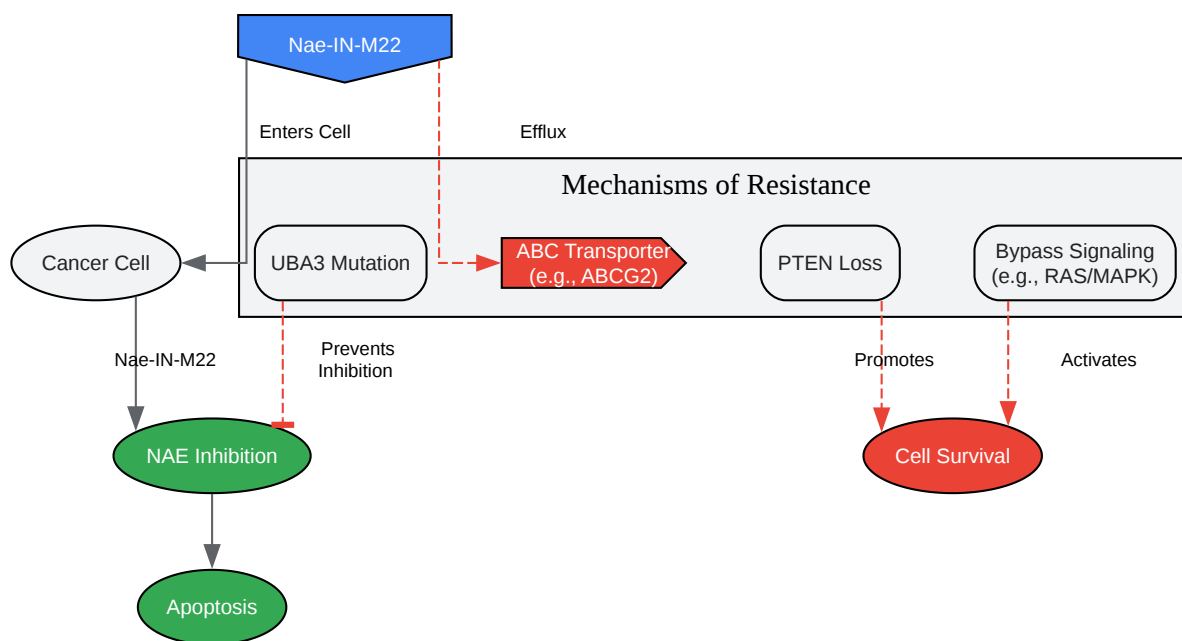 Nae-IN-M22
Enters Cell
Efflux
Mechanisms of Resistance
Cancer Cell
UBA3 Mutation
ABC Transporter
(e.g., ABCG2)
PTEN Loss
Bypass Signaling
(e.g., RAS/MAPK)
Nae-IN-M22
Prevents
Inhibition
Promotes
Activates
NAE Inhibition
Cell Survival
Apoptosis